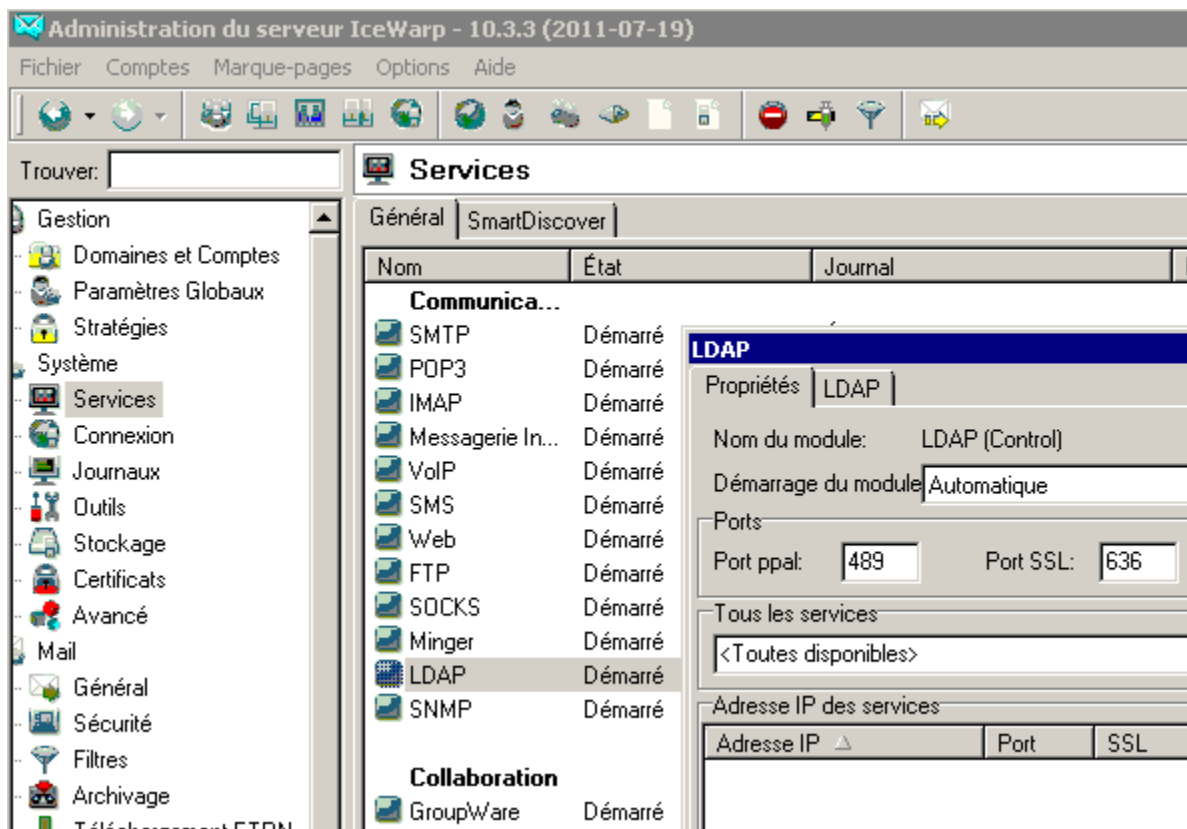 Administration du serveur IceWarp - 10.3.3 (2011-07-19)
Fichier Comptes Marque-pages Options Aide
Trouver:
Gestion
Domaines et Comptes
Paramètres Globaux
Stratégies
Système
Services
Connexion
Journaux
Outils
Stockage
Certificats
Avancé
Mail
Général
Sécurité
Filtres
Archivage
Téléchargement ETRN
Services
Général SmartDiscover
Nom État Journal
Communica...
SMTP Démarré
POP3 Démarré
IMAP Démarré
Messagerie In... Démarré
VoIP Démarré
SMS Démarré
Web Démarré
FTP Démarré
SOCKS Démarré
Minger Démarré
LDAP Démarré
SNMP Démarré
Collaboration
GroupWare Démarré
LDAP
Propriétés LDAP
Nom du module: LDAP (Control)
Démarrage du module Automatique
Ports
Port ppal: 489 Port SSL: 636
Tous les services
<Toutes disponibles>
Adresse IP des services
Adresse IP Port SSL